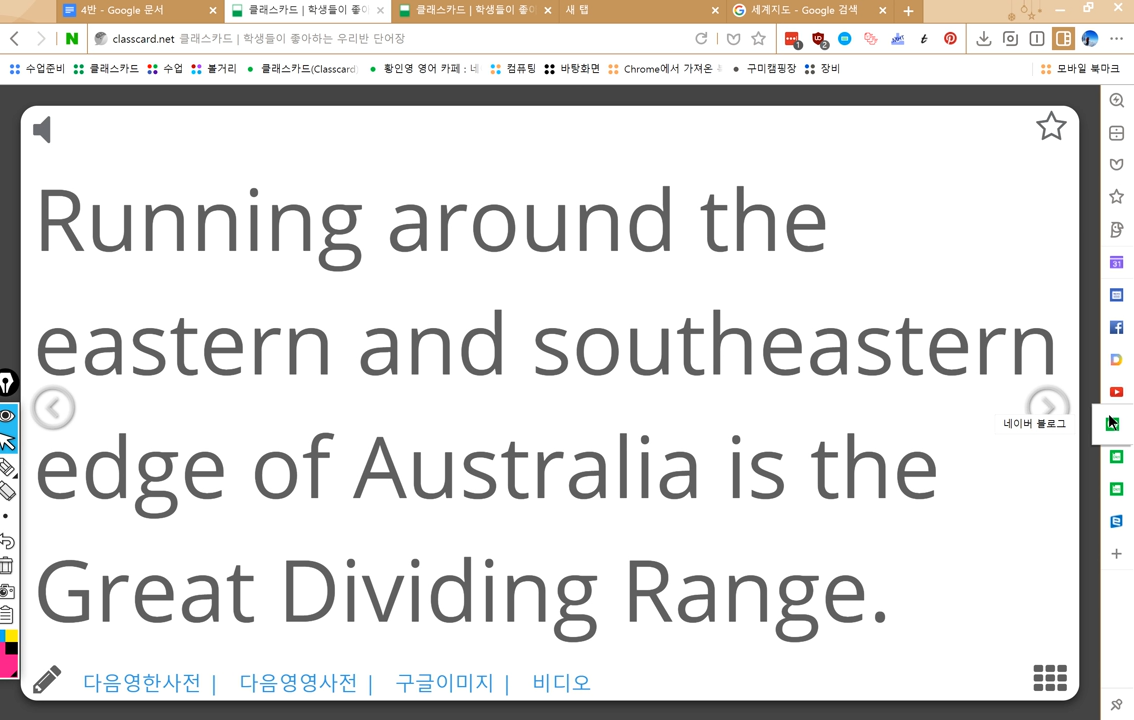 4반 - Google 문서
클래스카드 | 학생들이 좋아
클래스카드 | 학생들이 좋아
새 탭
세계지도 - Google 검색
classcard.net 클래스카드 | 학생들이 좋아하는 우리반 단어장
수업준비 클래스카드 수업 볼거리 클래스카드(Classcard 황인영 영어 카페 ; 네 컴퓨팅 바탕화면 Chrome에서 가져온 구미캠핑장 장비 모바일 북마크
Running around the
eastern and southeastern
네이버 블로그
edge of Australia is the
Great Dividing Range.
다음영한사전 | 다음영영사전 | 구글이미지 | 비디오